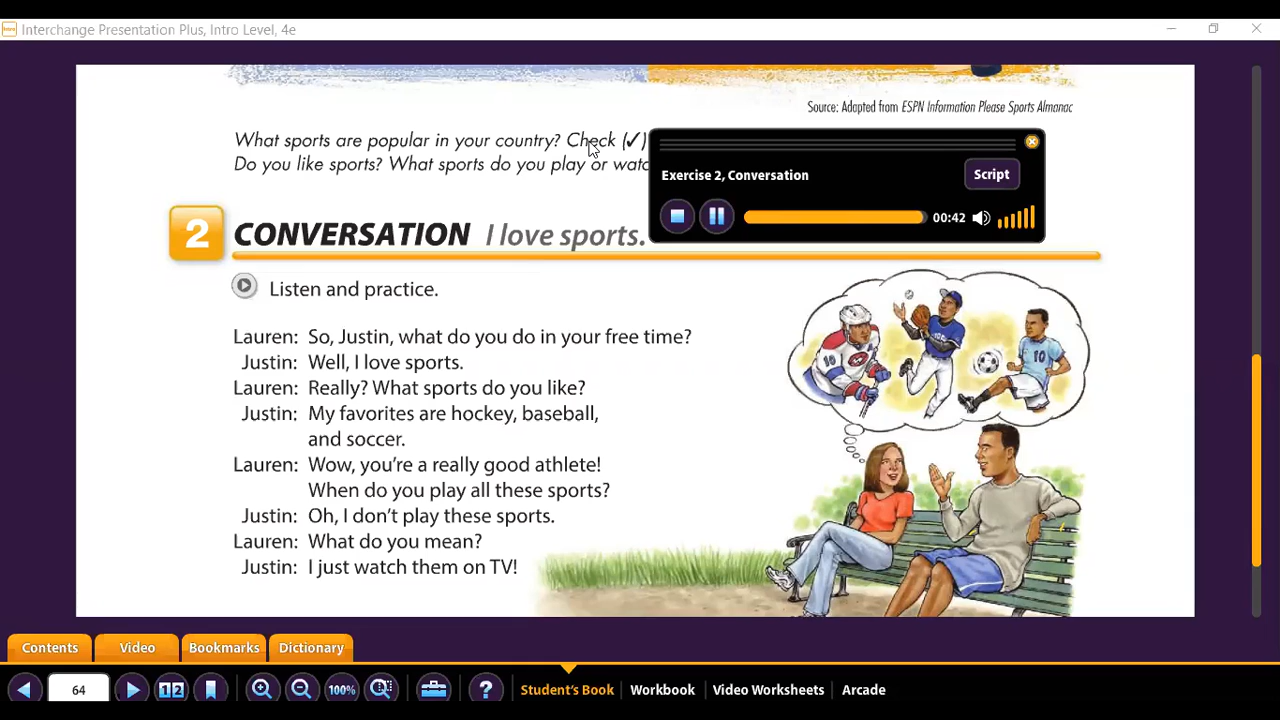 Interchange Presentation Plus, Intro Level, 4e
Source: Adapted from ESPN Information Please Sports Almanac
What sports are popular in your country? Check (✓)
Do you like sports? What sports do you play or watc
Exercise 2, Conversation
Script
00:42
2 CONVERSATION I love sports.
Listen and practice.
Lauren: So, Justin, what do you do in your free time?
Justin: Well, I love sports.
Lauren: Really? What sports do you like?
Justin: My favorites are hockey, baseball,
and soccer.
Lauren: Wow, you're a really good athlete!
When do you play all these sports?
Justin: Oh, I don't play these sports.
Lauren: What do you mean?
Justin: I just watch them on TV!
10
Contents Video Bookmarks Dictionary
64 12 100% ? Student's Book Workbook Video Worksheets Arcade